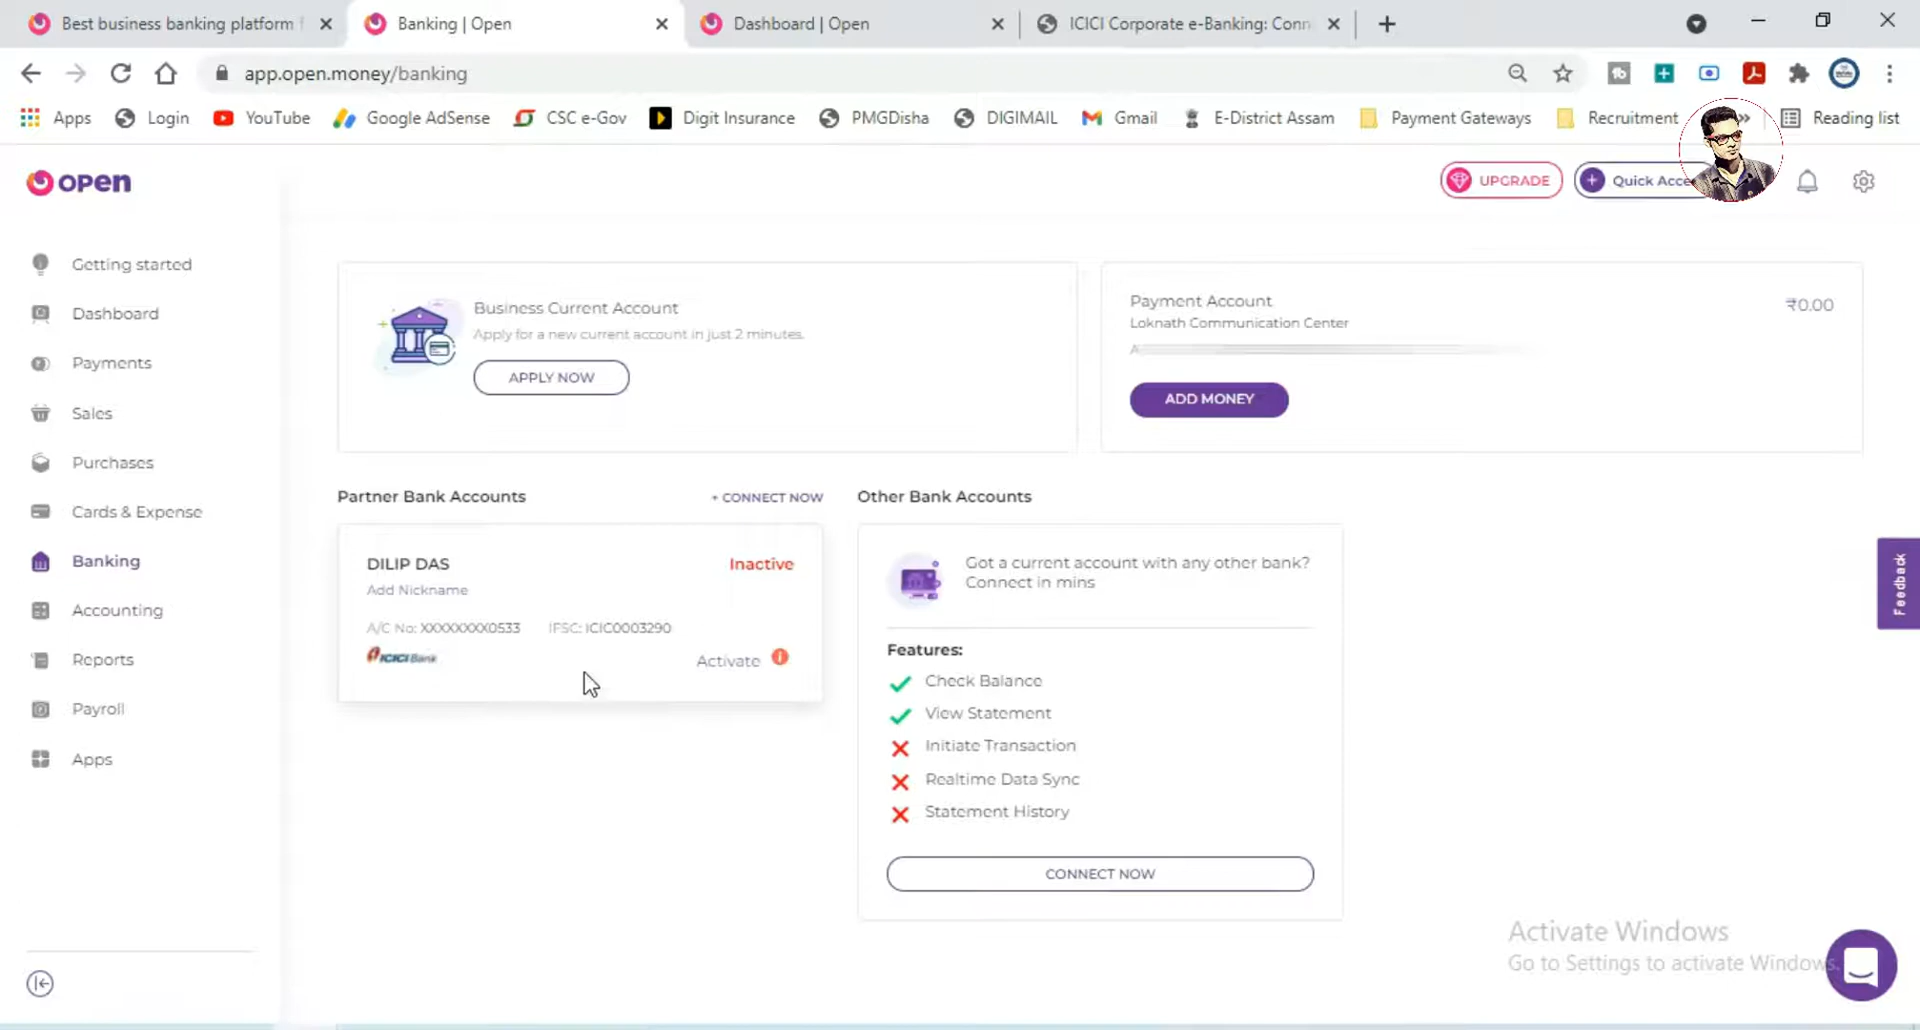 Best business banking platform
Banking | Open
Dashboard | Open
ICICI Corporate e-Banking: Conn
app.open.money/banking
Apps
Login
YouTube
Google AdSense
CSC e-Gov
Digit Insurance
PMGDisha
DIGIMAIL
Gmail
E-District Assam
Payment Gateways
Recruitment
»
Reading list
OPEN
UPGRADE
Quick Acce
Getting started
Dashboard
Payments
Sales
Purchases
Cards & Expense
Banking
Accounting
Reports
Payroll
Apps
Business Current Account
Apply for a new current account in just 2 minutes.
APPLY NOW
Payment Account
₹0.00
Loknath Communication Center
A
ADD MONEY
Partner Bank Accounts
+ CONNECT NOW
DILIP DAS
Inactive
Add Nickname
A/C No: XXXXXXXX0533
IFSC: ICIC0003290
ICICI Bank
Activate
Other Bank Accounts
Got a current account with any other bank?
Connect in mins
Features:
Check Balance
View Statement
Initiate Transaction
Realtime Data Sync
Statement History
CONNECT NOW
Feedback
Activate Windows
Go to Settings to activate Windows.